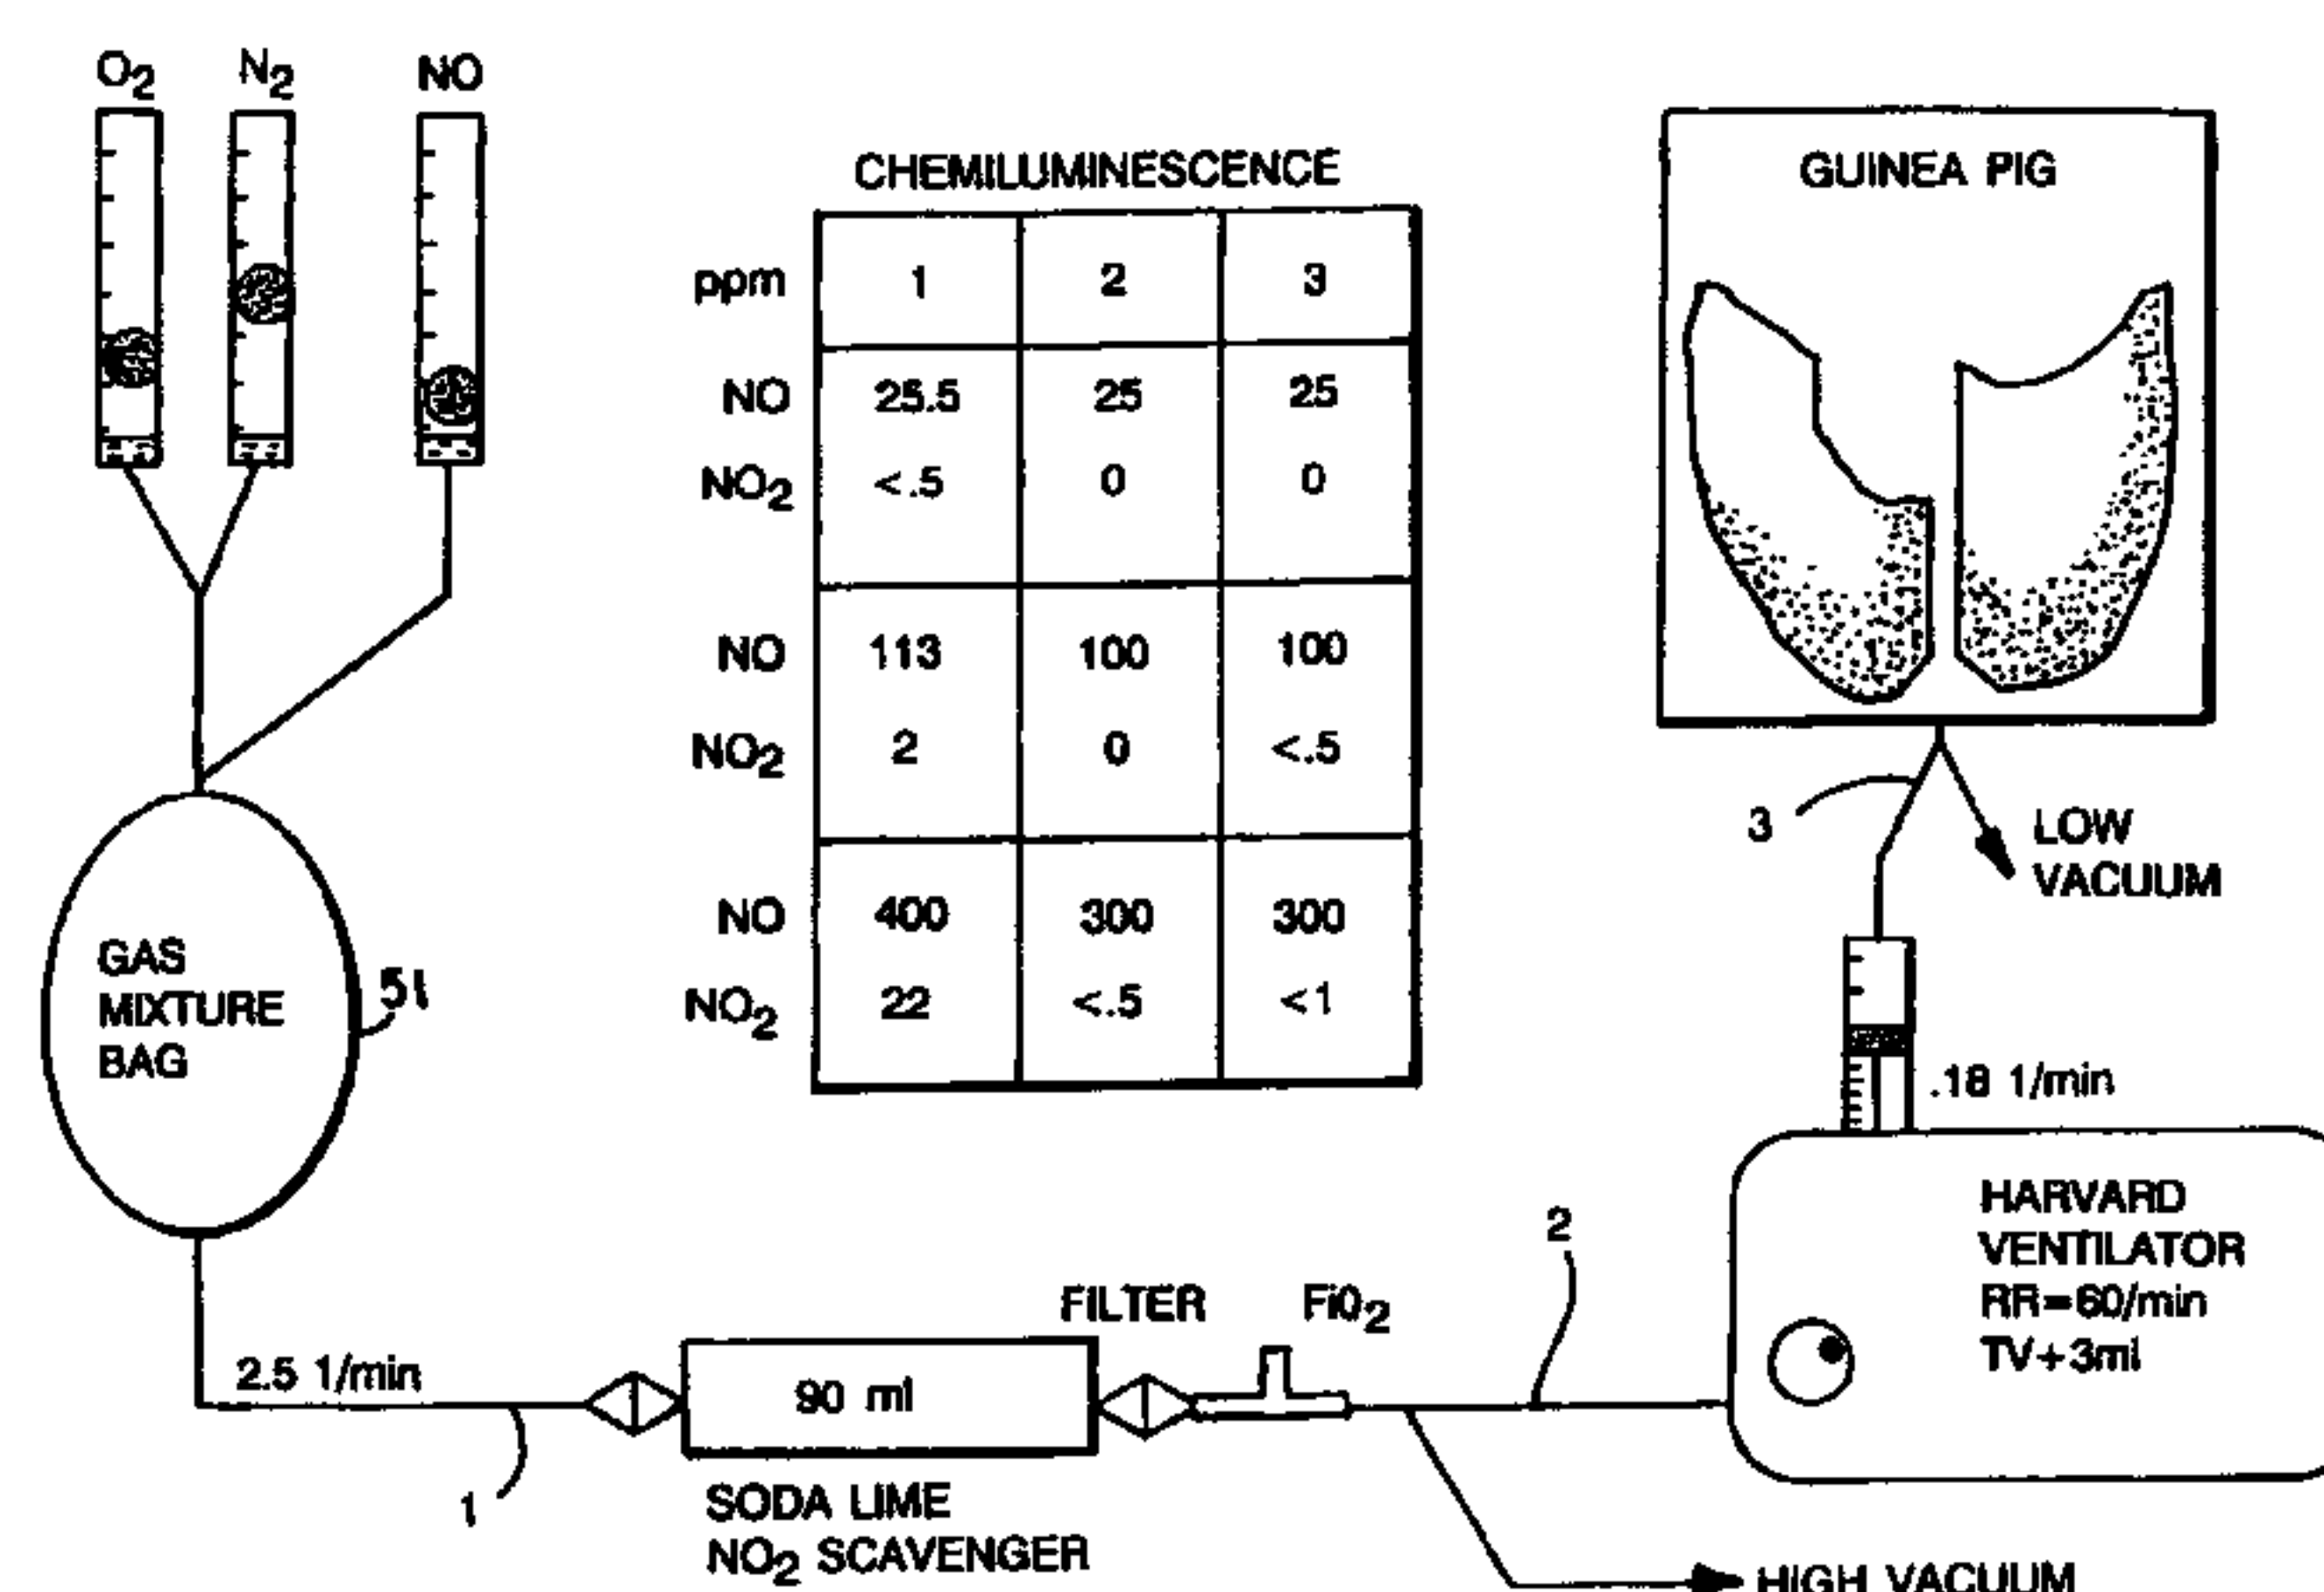 O2 N2 NO
CHEMILUMINESCENCE
ppm 1 2 3
NO 25.5 25 25
NO2 <.5 0 0
NO 113 100 100
NO2 2 0 <.5
NO 400 300 300
NO2 22 <.5 <1
GUINEA PIG
3
LOW
VACUUM
GAS
MIXTURE
BAG
5l
.18 1/min
HARVARD
VENTILATOR
RR=60/min
TV+3ml
2
FILTER
FiO2
2.5 1/min
90 ml
1
SODA LIME
NO2 SCAVENGER
HIGH VACUUM